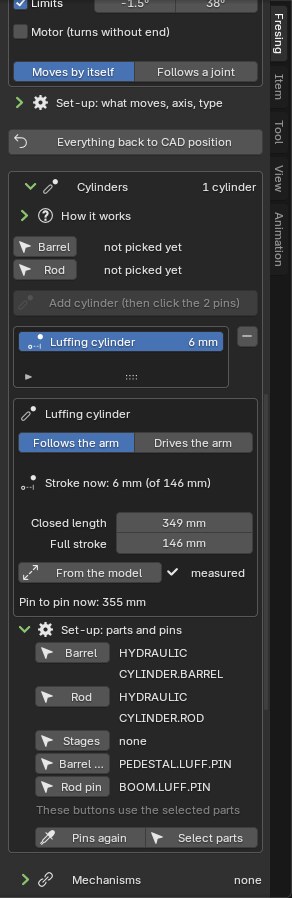 Limits
-1.5°
38°
Motor (turns without end)
Moves by itself
Follows a joint
Set-up: what moves, axis, type
Everything back to CAD position
Cylinders
1 cylinder
How it works
Barrel
not picked yet
Rod
not picked yet
Add cylinder (then click the 2 pins)
Luffing cylinder
6 mm
Luffing cylinder
Follows the arm
Drives the arm
Stroke now: 6 mm (of 146 mm)
Closed length
349 mm
Full stroke
146 mm
From the model
measured
Pin to pin now: 355 mm
Set-up: parts and pins
Barrel
HYDRAULIC
CYLINDER.BARREL
Rod
HYDRAULIC
CYLINDER.ROD
Stages
none
Barrel ...
PEDESTAL.LUFF.PIN
Rod pin
BOOM.LUFF.PIN
These buttons use the selected parts
Pins again
Select parts
Mechanisms
none
Fresing
Item
Tool
View
Animation